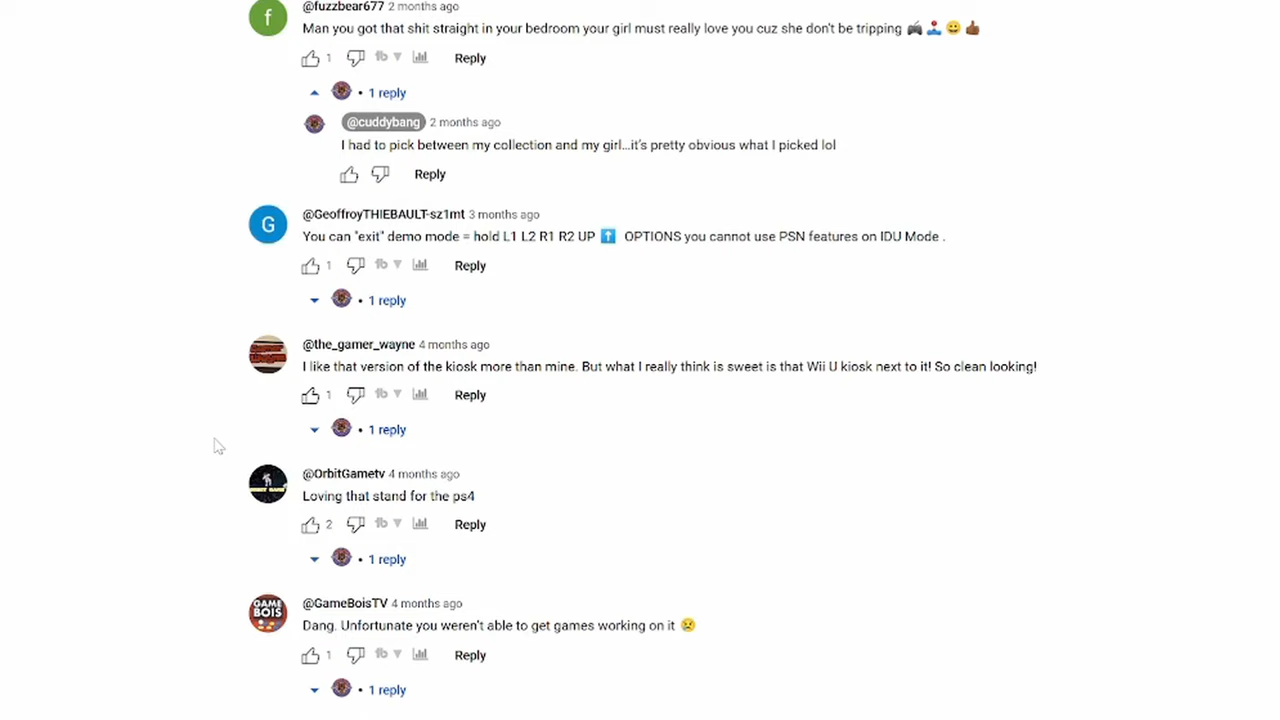 f
@fuzzbear677 2 months ago
Man you got that shit straight in your bedroom your girl must really love you cuz she don't be tripping 🎮 🕹️ 😀 👍🏾
1 Reply
• 1 reply
@cuddybang 2 months ago
I had to pick between my collection and my girl...it's pretty obvious what I picked lol
Reply
G
@GeoffroyTHIEBAULT-sz1mt 3 months ago
You can "exit" demo mode = hold L1 L2 R1 R2 UP ⬆️ OPTIONS you cannot use PSN features on IDU Mode .
1 Reply
• 1 reply
@the_gamer_wayne 4 months ago
I like that version of the kiosk more than mine. But what I really think is sweet is that Wii U kiosk next to it! So clean looking!
1 Reply
• 1 reply
@OrbitGametv 4 months ago
Loving that stand for the ps4
2 Reply
• 1 reply
GAME
BOIS
@GameBoisTV 4 months ago
Dang. Unfortunate you weren't able to get games working on it 😢
1 Reply
• 1 reply